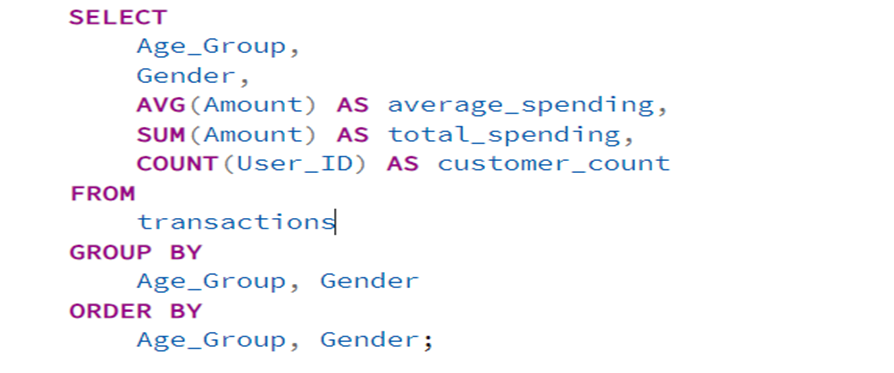 SELECT
Age_Group,
Gender,
AVG(Amount) AS average_spending,
SUM(Amount) AS total_spending,
COUNT(User_ID) AS customer_count
FROM
transactions
GROUP BY
Age_Group, Gender
ORDER BY
Age_Group, Gender;